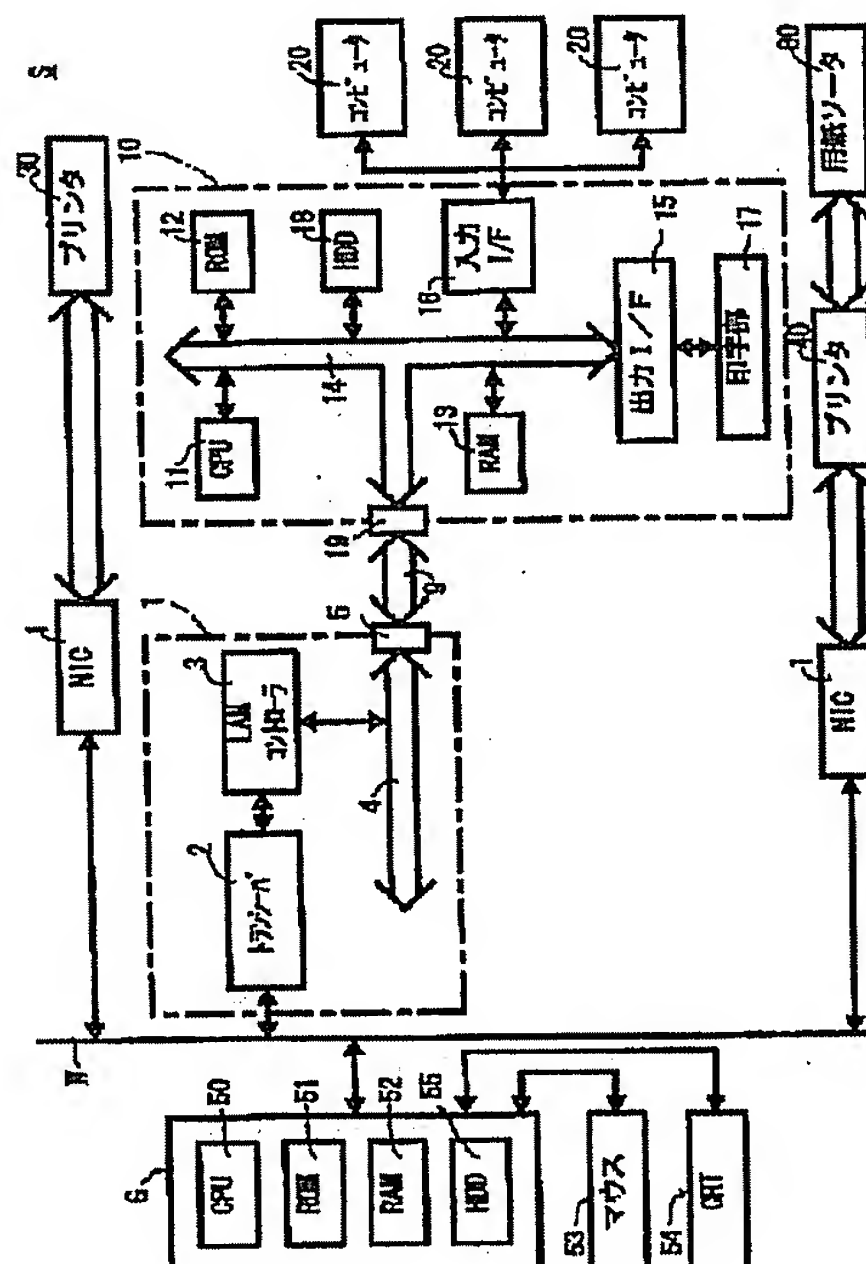 S
30
プリンタ
10
20
コンピュータ
20
コンピュータ
20
コンピュータ
12
ROM
18
HDD
16
入力
I/F
15
出力I/F
17
印字部
14
11
CPU
13
RAM
19
9
1
NIC
1
6
3
LAN
コントローラ
4
2
トランシーバ
N
40
プリンタ
80
用紙ソータ
1
NIC
G
50
CPU
51
ROM
52
RAM
55
HDD
53
マウス
54
CRT